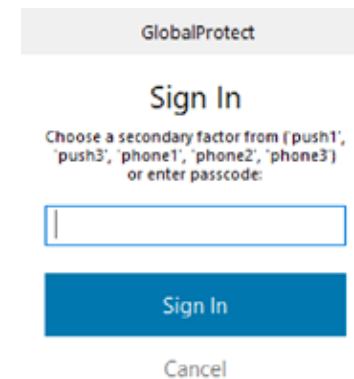 GlobalProtect
Sign In
Choose a secondary factor from (`push1',
`push3', `phone1', `phone2', `phone3')
or enter passcode:
Sign In
Cancel